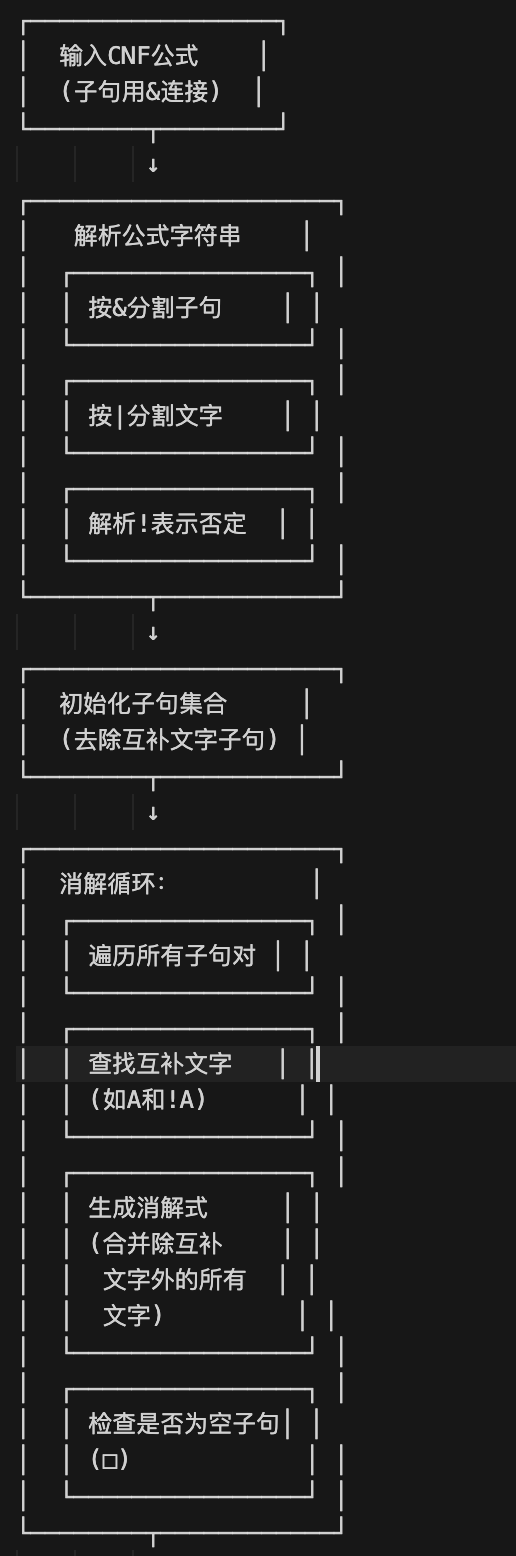 输入CNF公式
(子句用&连接)
↓
解析公式字符串
按&分割子句
按|分割文字
解析!表示否定
↓
初始化子句集合
(去除互补文字子句)
↓
消解循环:
遍历所有子句对
查找互补文字
(如A和!A)
生成消解式
(合并除互补
文字外的所有
文字)
检查是否为空子句
(□)